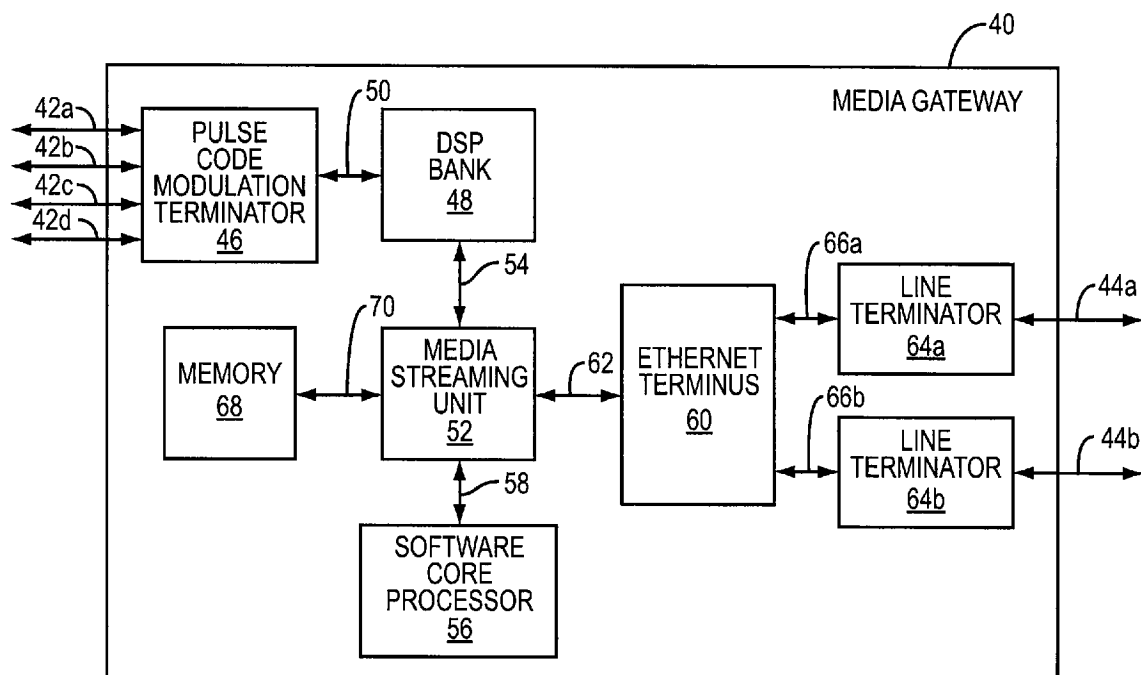 40
MEDIA GATEWAY
42a
42b
42c
42d
PULSE
CODE
MODULATION
TERMINATOR
46
50
DSP
BANK
48
54
66a
LINE
TERMINATOR
64a
44a
MEMORY
68
70
MEDIA
STREAMING
UNIT
52
62
ETHERNET
TERMINUS
60
66b
LINE
TERMINATOR
64b
44b
58
SOFTWARE
CORE
PROCESSOR
56